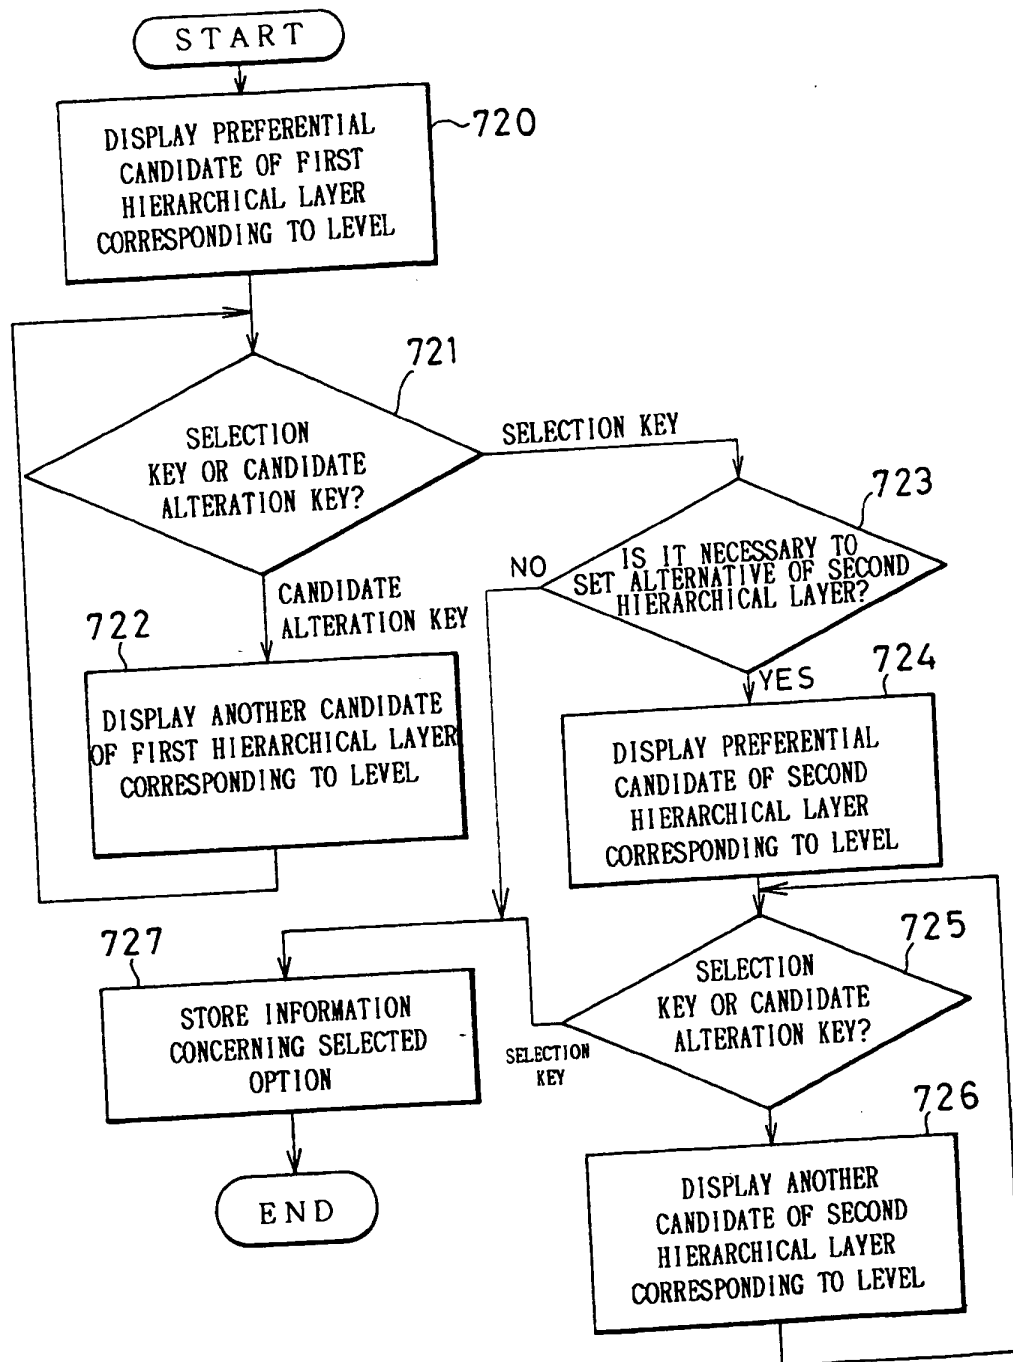 START
720
DISPLAY PREFERENTIAL
CANDIDATE OF FIRST
HIERARCHICAL LAYER
CORRESPONDING TO LEVEL
721
SELECTION
KEY OR CANDIDATE
ALTERATION KEY?
SELECTION KEY
CANDIDATE
ALTERATION KEY
722
DISPLAY ANOTHER CANDIDATE
OF FIRST HIERARCHICAL LAYER
CORRESPONDING TO LEVEL
723
IS IT NECESSARY TO
SET ALTERNATIVE OF SECOND
HIERARCHICAL LAYER?
NO
YES
724
DISPLAY PREFERENTIAL
CANDIDATE OF SECOND
HIERARCHICAL LAYER
CORRESPONDING TO LEVEL
725
SELECTION
KEY OR CANDIDATE
ALTERATION KEY?
SELECTION
KEY
726
DISPLAY ANOTHER
CANDIDATE OF SECOND
HIERARCHICAL LAYER
CORRESPONDING TO LEVEL
727
STORE INFORMATION
CONCERNING SELECTED
OPTION
END